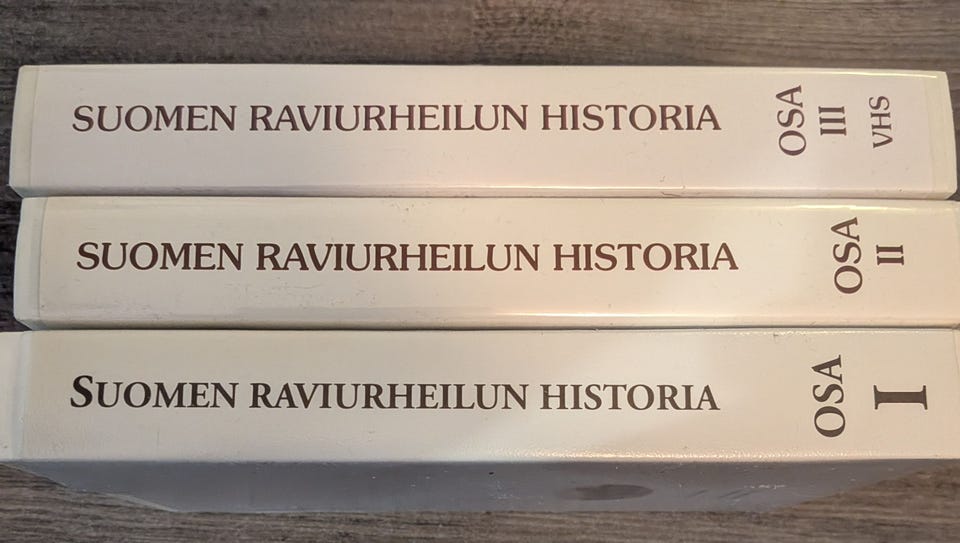 SUOMEN RAVIURHEILUN HISTORIA OSA III VHS
SUOMEN RAVIURHEILUN HISTORIA OSA II
SUOMEN RAVIURHEILUN HISTORIA OSA I